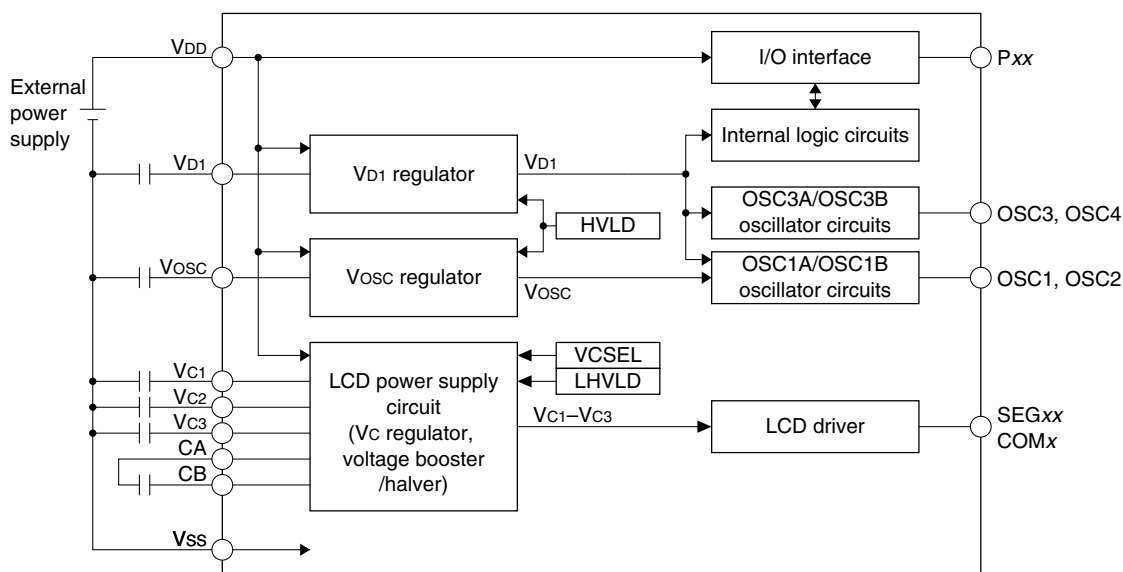 VDD
I/O interface
Pxx
External
power
supply
Internal logic circuits
VD1
VD1 regulator
VD1
OSC3A/OSC3B
oscillator circuits
OSC3, OSC4
HVLD
VOSC
VOSC regulator
VOSC
OSC1A/OSC1B
oscillator circuits
OSC1, OSC2
VCSEL
LHVLD
VC1
VC2
VC3
CA
CB
LCD power supply
circuit
(VC regulator,
voltage booster
/halver)
VC1–VC3
LCD driver
SEGxx
COMx
VSS